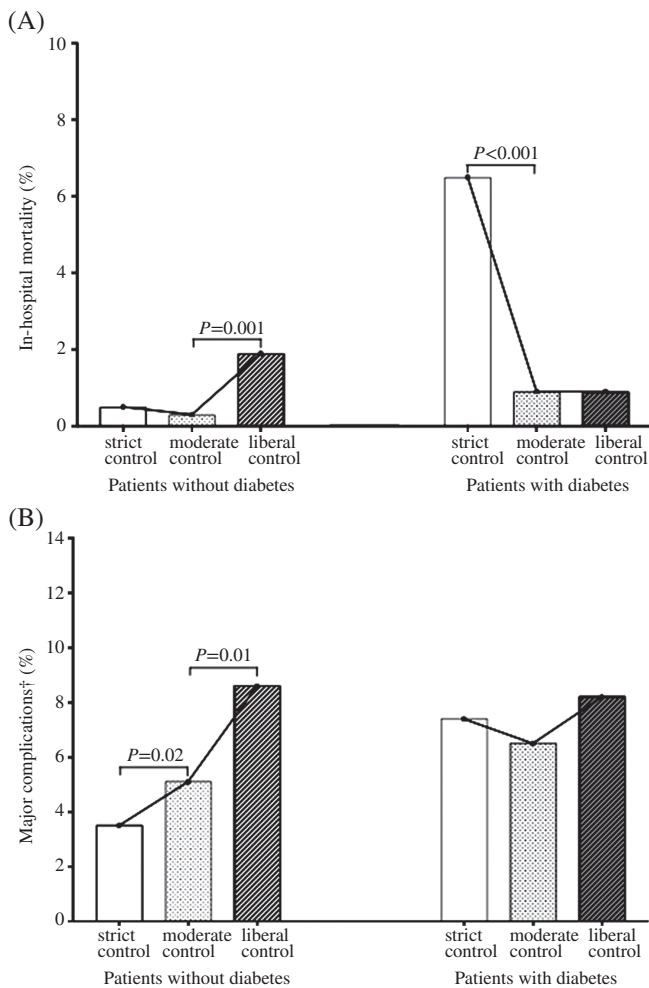 (A)
10
8
6
4
2
0
In-hospital mortality (%)
P=0.001
P<0.001
strict control
moderate control
liberal control
strict control
moderate control
liberal control
Patients without diabetes
Patients with diabetes
(B)
14
12
10
8
6
4
2
0
Major complications† (%)
P=0.02
P=0.01
strict control
moderate control
liberal control
strict control
moderate control
liberal control
Patients without diabetes
Patients with diabetes